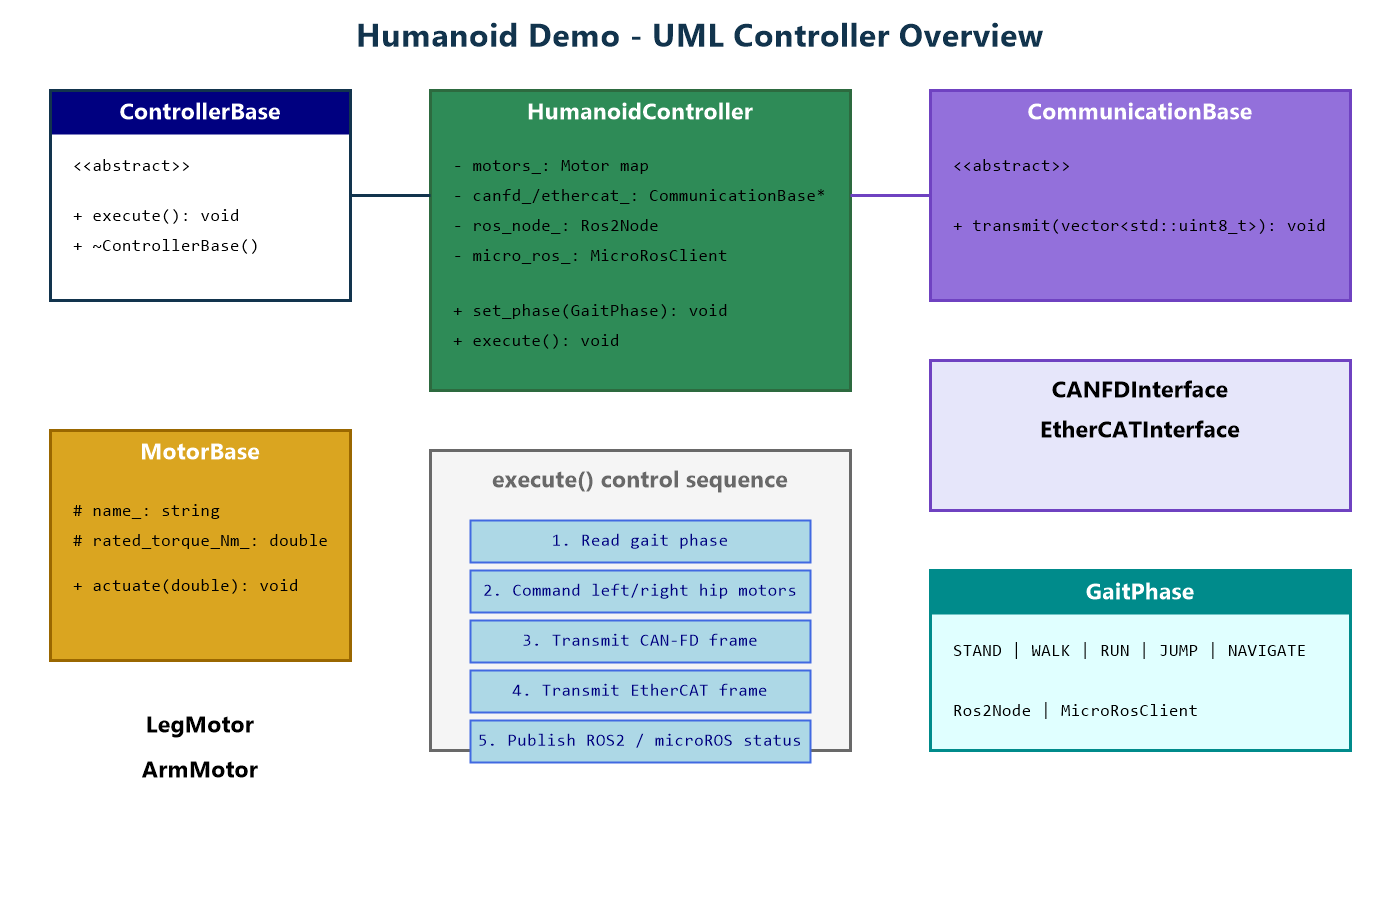 Humanoid Demo - UML Controller Overview
ControllerBase
<<abstract>>
+ execute(): void
+ ~ControllerBase()
HumanoidController
- motors_: Motor map
- canfd_/ethercat_: CommunicationBase*
- ros_node_: Ros2Node
- micro_ros_: MicroRosClient
+ set_phase(GaitPhase): void
+ execute(): void
CommunicationBase
<<abstract>>
+ transmit(vector<std::uint8_t>): void
CANFDInterface
EtherCATInterface
MotorBase
# name_: string
# rated_torque_Nm_: double
+ actuate(double): void
LegMotor
ArmMotor
execute() control sequence
1. Read gait phase
2. Command left/right hip motors
3. Transmit CAN-FD frame
4. Transmit EtherCAT frame
5. Publish ROS2 / microROS status
GaitPhase
STAND | WALK | RUN | JUMP | NAVIGATE
Ros2Node | MicroRosClient